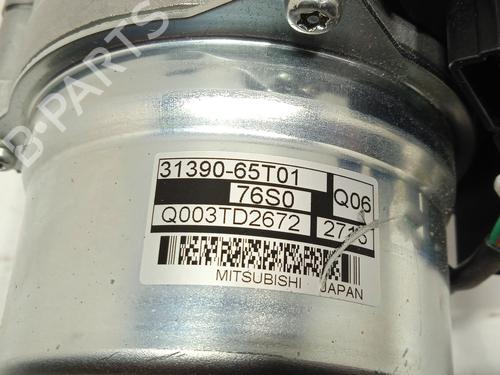 B-PARTS
31390-65T01
76S0
Q06
Q003TD2672
MITSUBISHI JAPAN